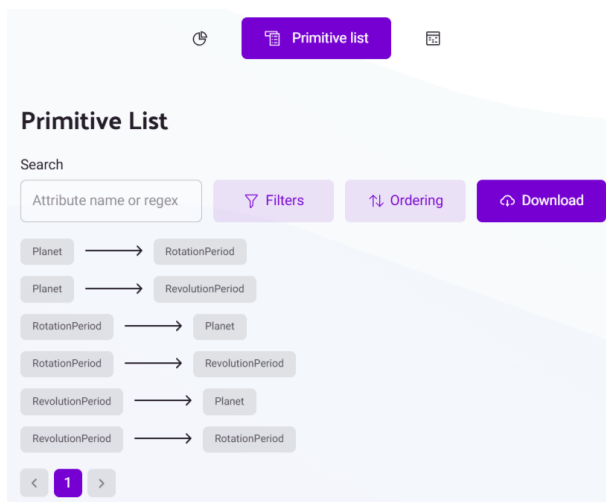 Primitive list
Primitive List
Search
Attribute name or regex Filters Ordering Download
Planet RotationPeriod
Planet RevolutionPeriod
RotationPeriod Planet
RotationPeriod RevolutionPeriod
RevolutionPeriod Planet
RevolutionPeriod RotationPeriod
1